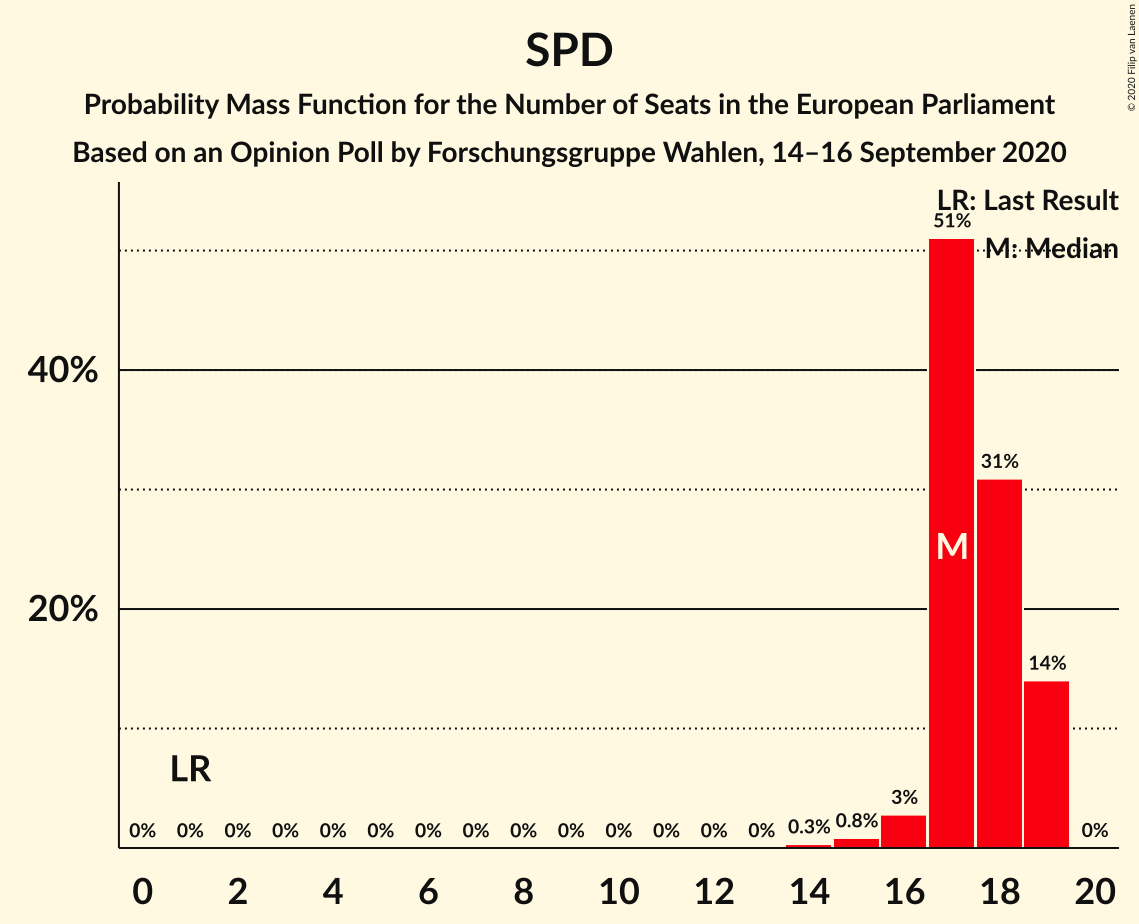 SPD
Probability Mass Function for the Number of Seats in the European Parliament
Based on an Opinion Poll by Forschungsgruppe Wahlen, 14–16 September 2020
© 2020 Filip van Laenen
LR: Last Result
M: Median
51%
40%
31%
M
20%
14%
LR
0% 0% 0% 0% 0% 0% 0% 0% 0% 0% 0% 0% 0% 0% 0.3% 0.8% 3% 0%
0 2 4 6 8 10 12 14 16 18 20